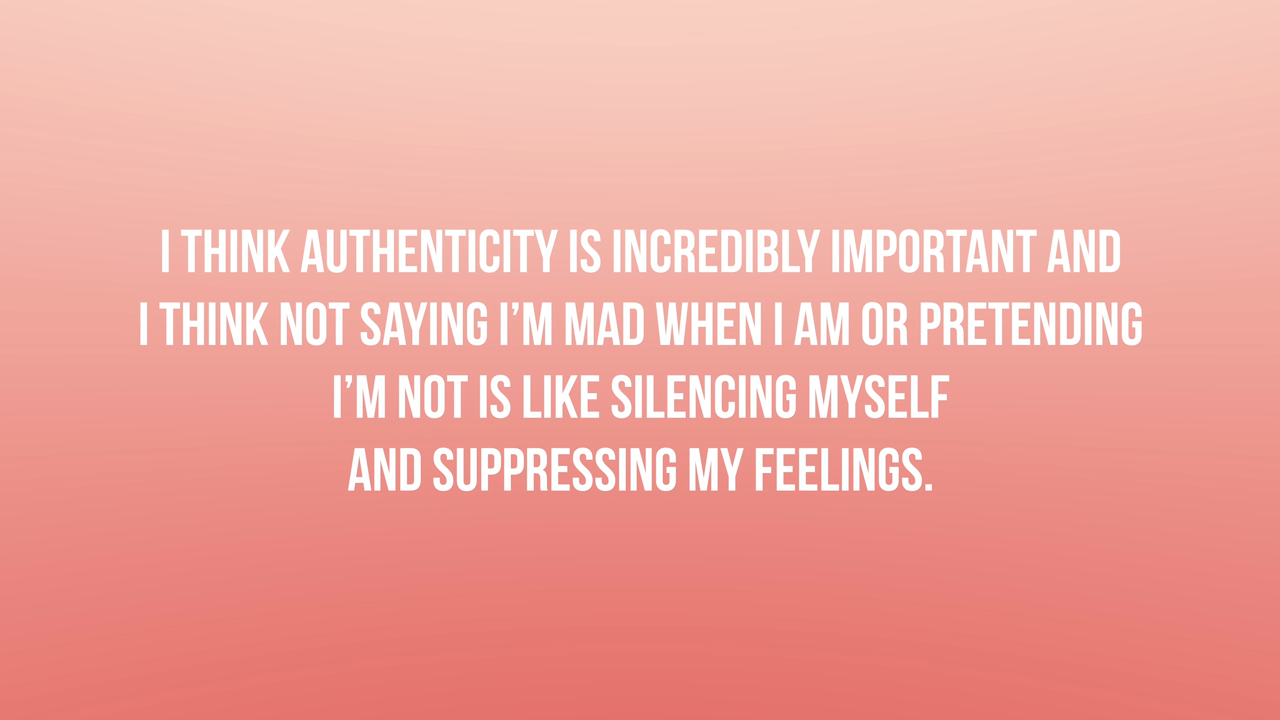 I THINK AUTHENTICITY IS INCREDIBLY IMPORTANT AND
I THINK NOT SAYING I’M MAD WHEN I AM OR PRETENDING
I’M NOT IS LIKE SILENCING MYSELF
AND SUPPRESSING MY FEELINGS.